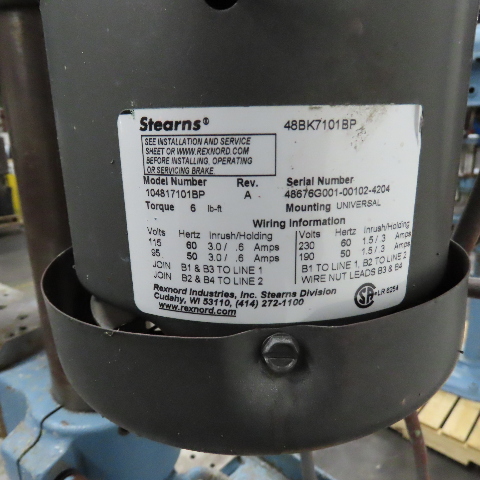 Stearns® 48BK7101BP
SEE INSTALLATION AND SERVICE
SHEET OR WWW.REXNORD.COM
BEFORE INSTALLING, OPERATING
OR SERVICING BRAKE.
Model Number Rev. Serial Number
104817101BP A 48676G001-00102-4204
Torque 6 lb-ft Mounting UNIVERSAL
Wiring Information
Volts Hertz Inrush/Holding Volts Hertz Inrush/Holding
115 60 3.0 / .6 Amps 230 60 1.5 / .3 Amps
95 50 3.0 / .6 Amps 190 50 1.5 / .3 Amps
JOIN B1 & B3 TO LINE 1 B1 TO LINE 1, B2 TO LINE 2
JOIN B2 & B4 TO LINE 2 WIRE NUT LEADS B3 & B4
Rexnord Industries, Inc. Stearns Division
Cudahy, WI 53110, (414) 272-1100
www.rexnord.com
SA LR 6254